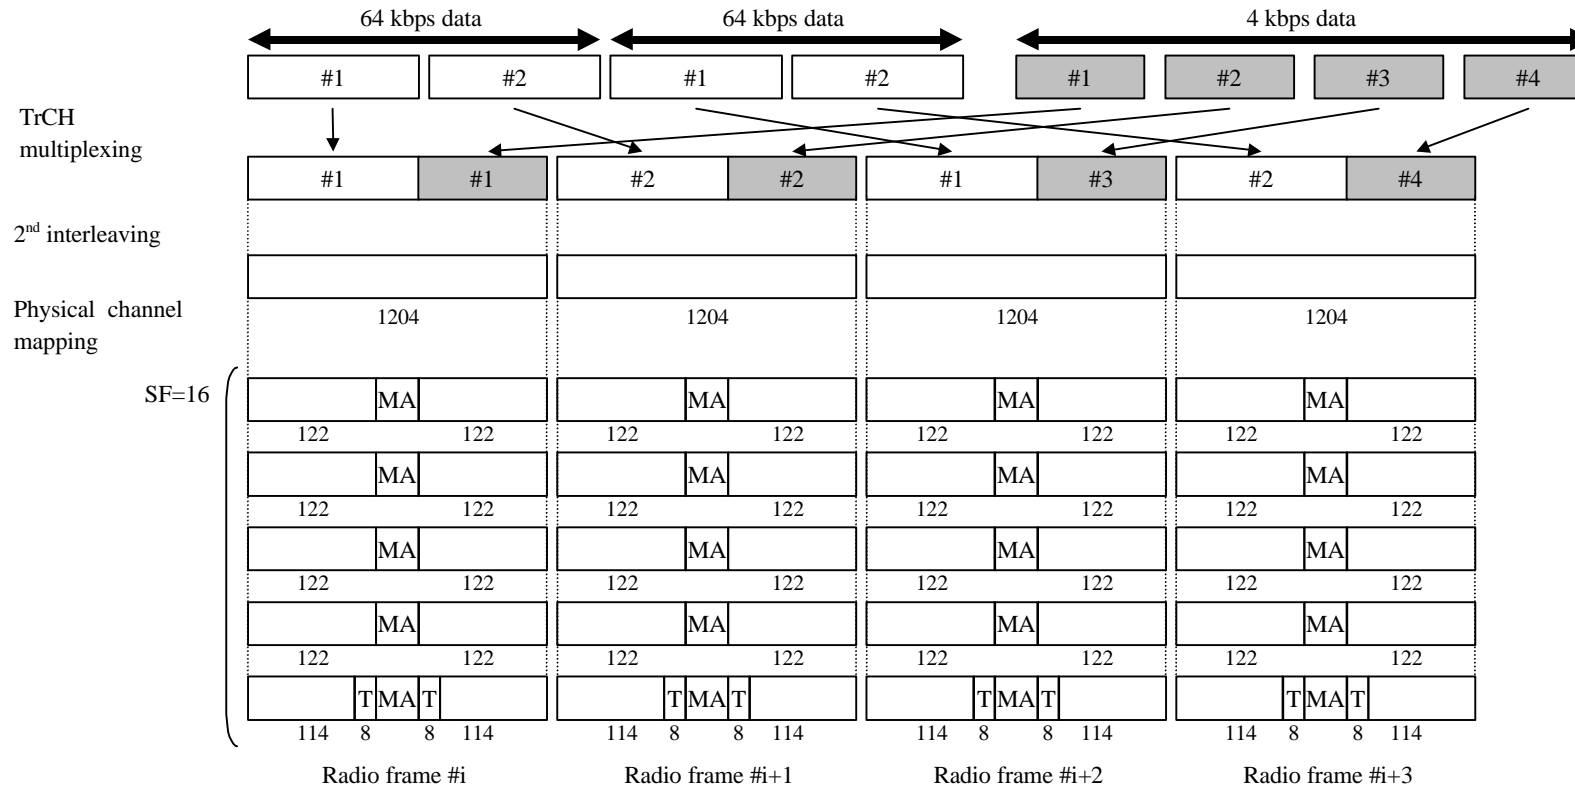 64 kbps data 64 kbps data 4 kbps data
#1 #2 #1 #2 #1 #2 #3 #4
TrCH
multiplexing
#1 #1 #2 #2 #1 #3 #2 #4
2nd interleaving
Physical channel
mapping
1204 1204 1204 1204
SF=16
MA MA MA MA
122 122 122 122 122 122 122 122
MA MA MA MA
122 122 122 122 122 122 122 122
MA MA MA MA
122 122 122 122 122 122 122 122
MA MA MA MA
122 122 122 122 122 122 122 122
T MA T T MA T T MA T T MA T
114 8 8 114 114 8 8 114 114 8 8 114 114 8 8 114
Radio frame #i Radio frame #i+1 Radio frame #i+2 Radio frame #i+3